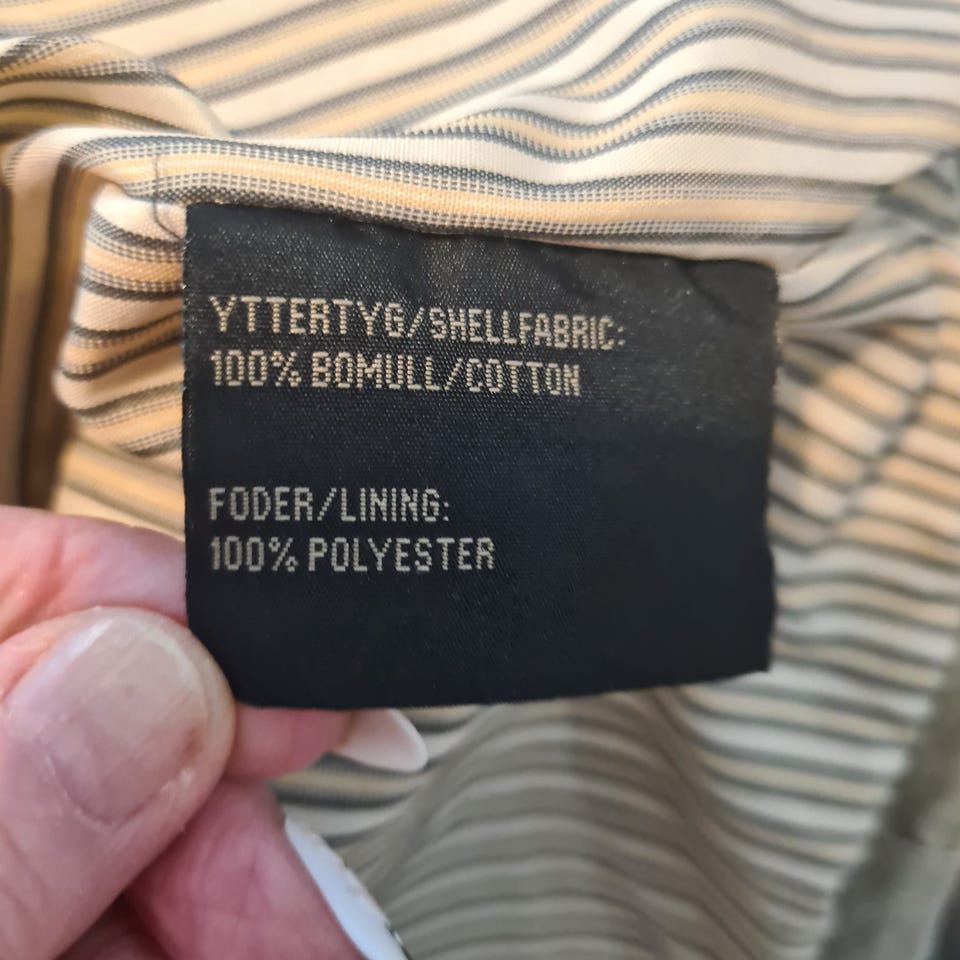 YTTERTYG/SHELLFABRIC:
100% BOMULL/COTTON
FODER/LINING:
100% POLYESTER